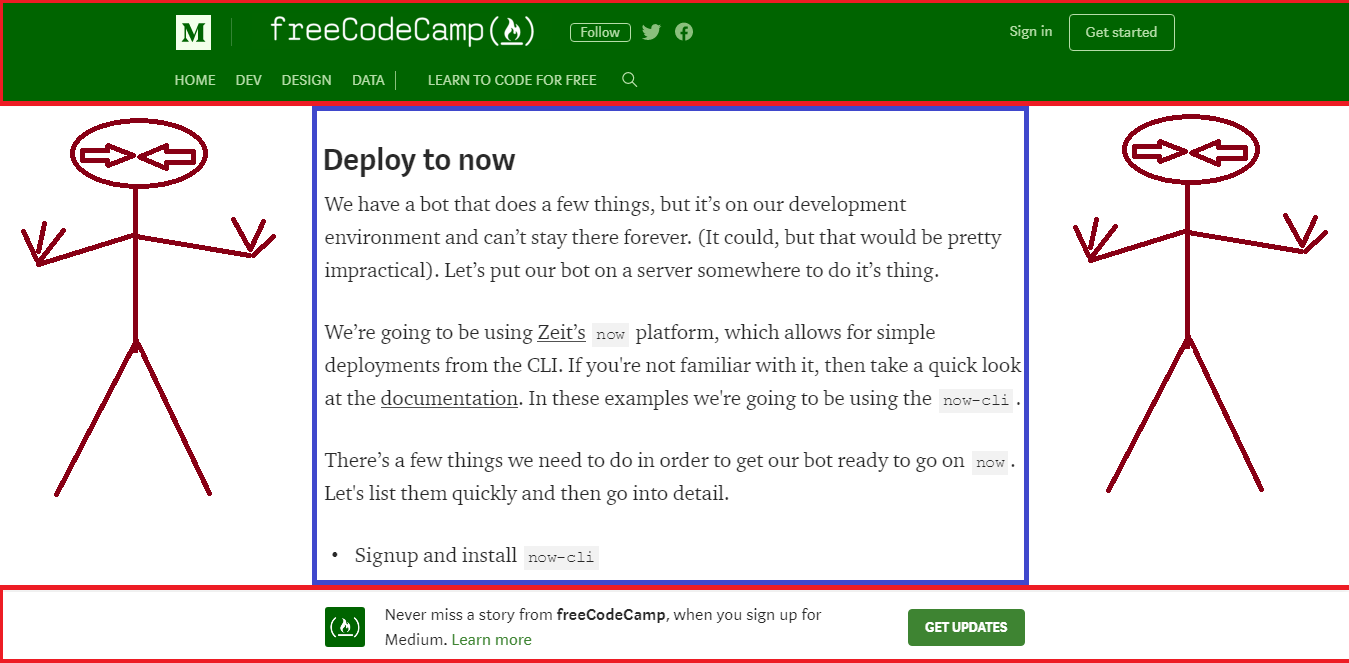 M freeCodeCamp Follow Sign in Get started
HOME DEV DESIGN DATA LEARN TO CODE FOR FREE
Deploy to now
We have a bot that does a few things, but it’s on our development
environment and can’t stay there forever. (It could, but that would be pretty
impractical). Let’s put our bot on a server somewhere to do it’s thing.
We’re going to be using Zeit’s now platform, which allows for simple
deployments from the CLI. If you're not familiar with it, then take a quick look
at the documentation. In these examples we're going to be using the now-cli.
There’s a few things we need to do in order to get our bot ready to go on now.
Let's list them quickly and then go into detail.
• Signup and install now-cli
Never miss a story from freeCodeCamp, when you sign up for
Medium. Learn more
GET UPDATES